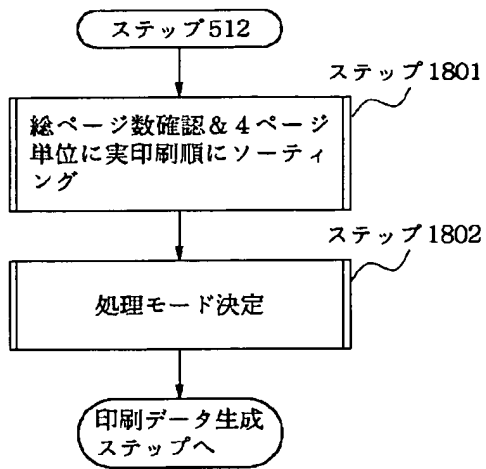 ステップ512
ステップ1801
総ページ数確認&4ページ
単位に実印刷順にソーティ
ング
ステップ1802
処理モード決定
印刷データ生成
ステップへ